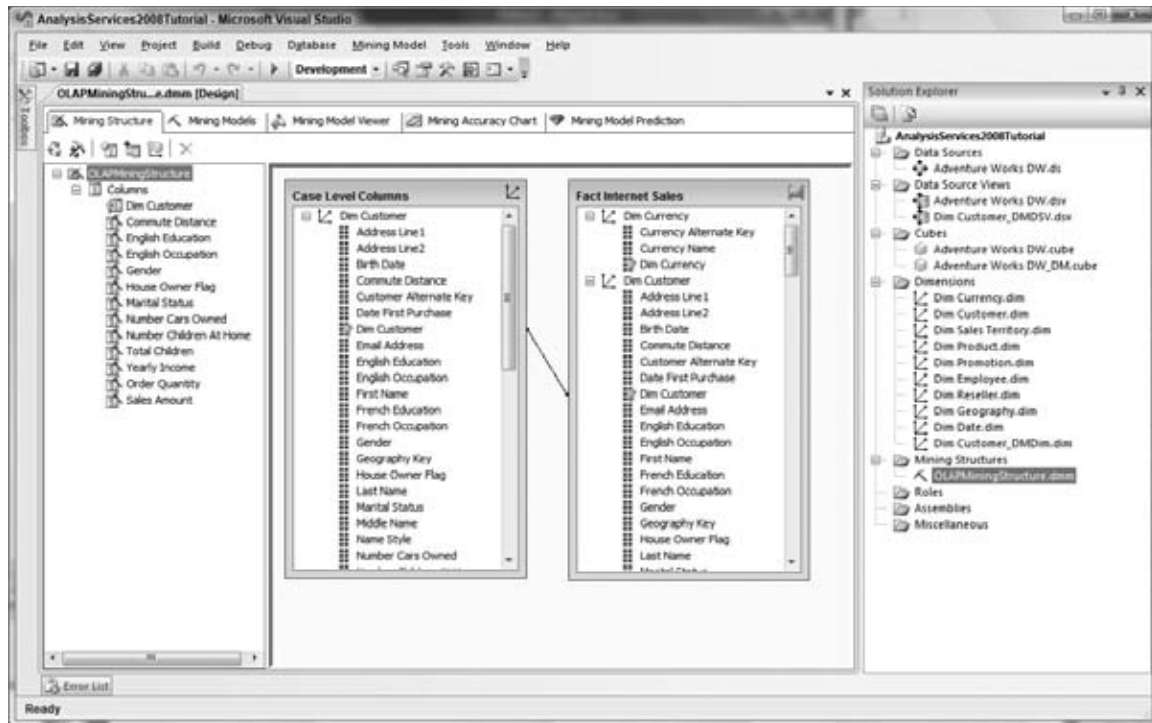 AnalysisServices2008Tutorial - Microsoft Visual Studio
File Edit View Project Build Debug Database Mining Model Tools Window Help
Development
Toolbox
OLAPMiningStru...e.dmm [Design]
Mining Structure Mining Models Mining Model Viewer Mining Accuracy Chart Mining Model Prediction
OLAPMiningStructure
Columns
Dim Customer
Commute Distance
English Education
English Occupation
Gender
House Owner Flag
Marital Status
Number Cars Owned
Number Children At Home
Total Children
Yearly Income
Order Quantity
Sales Amount
Case Level Columns
Dim Customer
Address Line1
Address Line2
Birth Date
Commute Distance
Customer Alternate Key
Date First Purchase
Dim Customer
Email Address
English Education
English Occupation
First Name
French Education
French Occupation
Gender
Geography Key
House Owner Flag
Last Name
Marital Status
Middle Name
Name Style
Number Cars Owned
Fact Internet Sales
Dim Currency
Currency Alternate Key
Currency Name
Dim Currency
Dim Customer
Address Line1
Address Line2
Birth Date
Commute Distance
Customer Alternate Key
Date First Purchase
Dim Customer
Email Address
English Education
English Occupation
First Name
French Education
French Occupation
Gender
Geography Key
House Owner Flag
Last Name
Marital Status
Solution Explorer
AnalysisServices2008Tutorial
Data Sources
Adventure Works DW.ds
Data Source Views
Adventure Works DW.dsv
Dim Customer_DMDSV.dsv
Cubes
Adventure Works DW.cube
Adventure Works DW_DM.cube
Dimensions
Dim Currency.dim
Dim Customer.dim
Dim Sales Territory.dim
Dim Product.dim
Dim Promotion.dim
Dim Employee.dim
Dim Reseller.dim
Dim Geography.dim
Dim Date.dim
Dim Customer_DMDim.dim
Mining Structures
OLAPMiningStructure.dmm
Roles
Assemblies
Miscellaneous
Error List
Ready